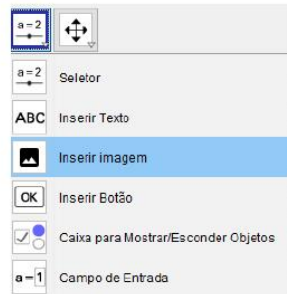 a=2
a=2 Seletor
ABC Inserir Texto
Inserir imagem
OK Inserir Botão
Caixa para Mostrar/Esconder Objetos
a=1 Campo de Entrada